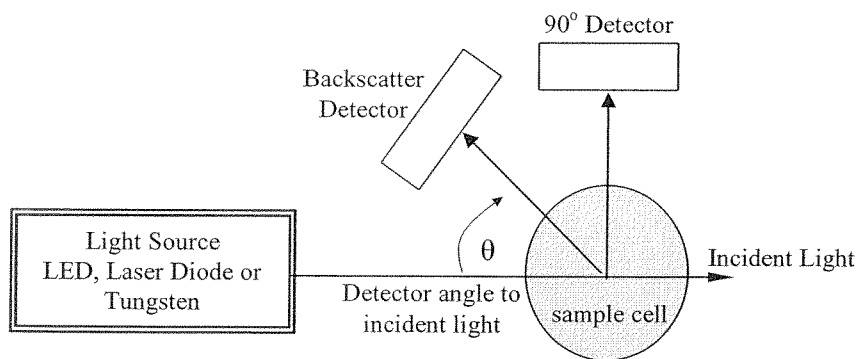 90° Detector
Backscatter
Detector
θ
Light Source
LED, Laser Diode or
Tungsten
Detector angle to
incident light
sample cell
Incident Light